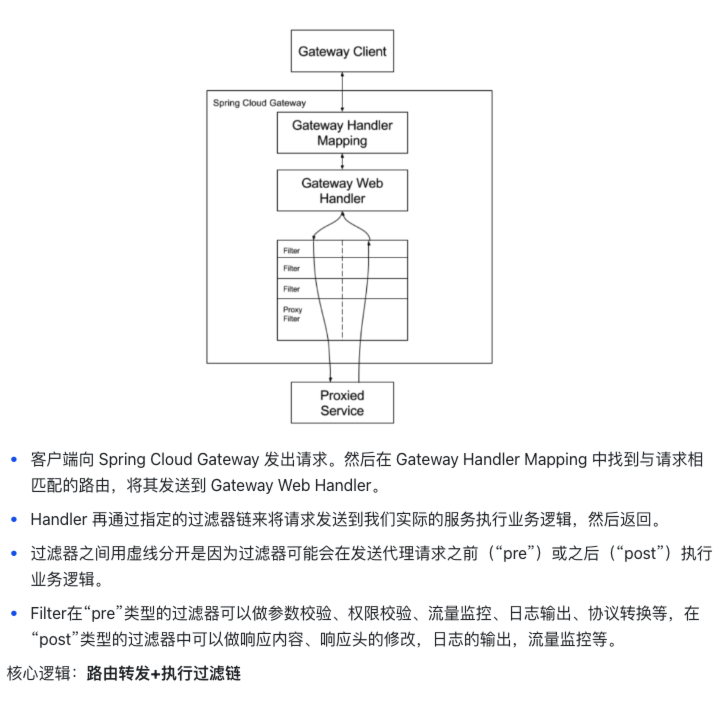 Gateway Client
Spring Cloud Gateway
Gateway Handler
Mapping
Gateway Web
Handler
Filter
Filter
Filter
Proxy
Filter
Proxied
Service
客户端向 Spring Cloud Gateway 发出请求。然后在 Gateway Handler Mapping 中找到与请求相
匹配的路由，将其发送到 Gateway Web Handler。
Handler 再通过指定的过滤器链来将请求发送到我们实际的服务执行业务逻辑，然后返回。
过滤器之间用虚线分开是因为过滤器可能会在发送代理请求之前（“pre”）或之后（“post”）执行
业务逻辑。
Filter在“pre”类型的过滤器可以做参数校验、权限校验、流量监控、日志输出、协议转换等，在
“post”类型的过滤器中可以做响应内容、响应头的修改，日志的输出，流量监控等。
核心逻辑：路由转发+执行过滤链